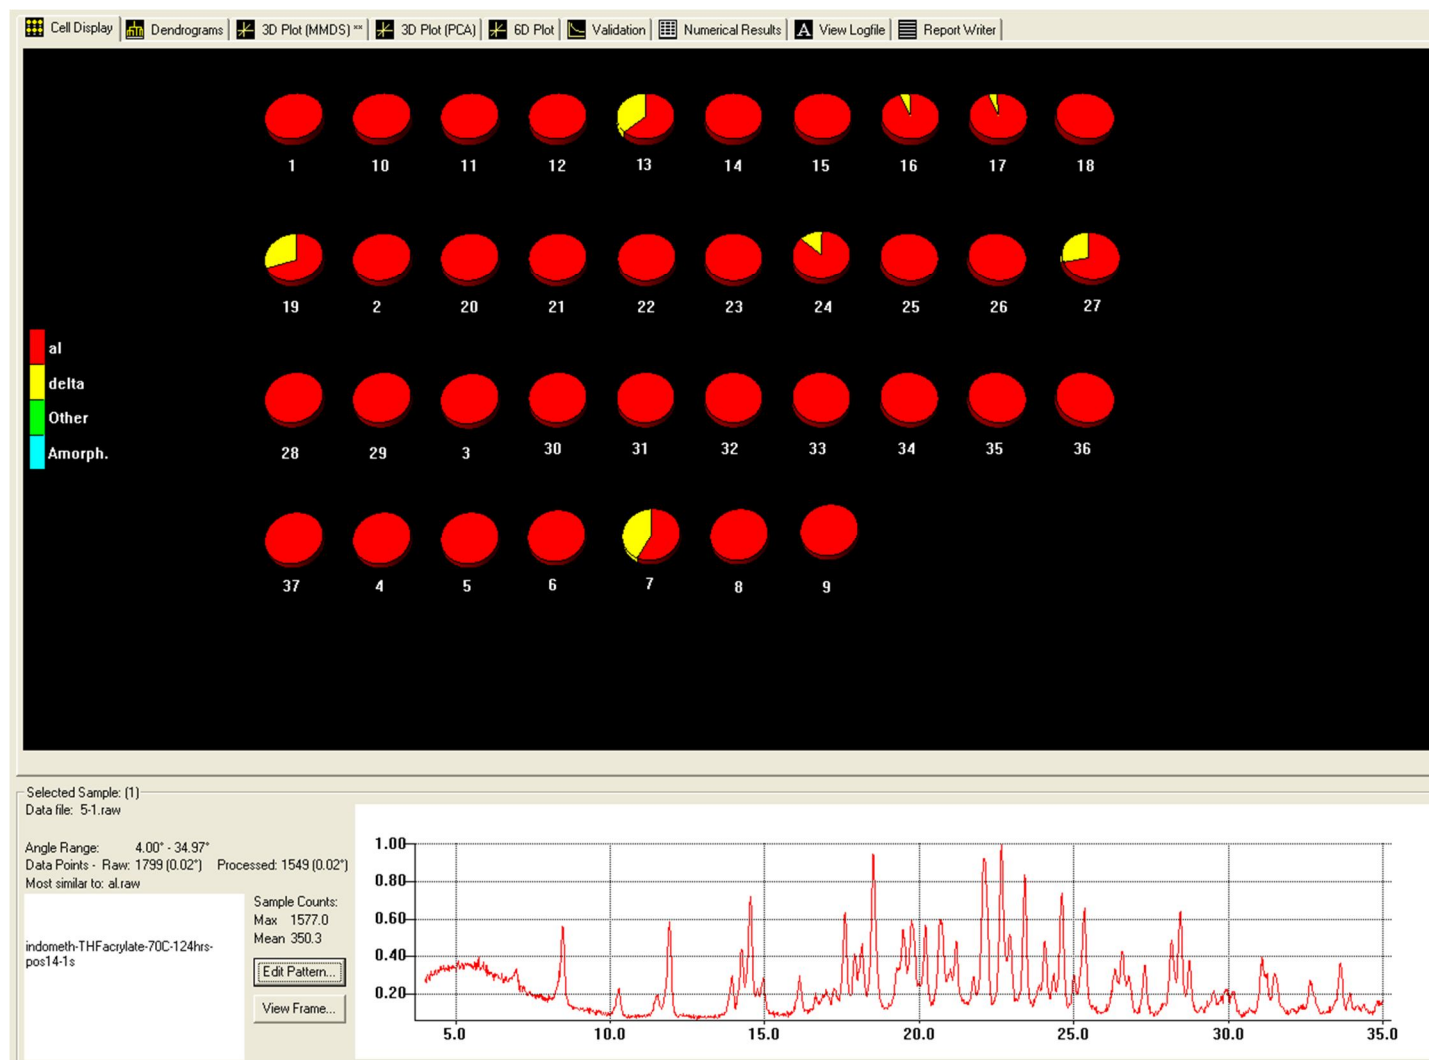 Cell Display Dendrograms 3D Plot (MMDS) ** 3D Plot (PCA) 6D Plot Validation Numerical Results A View Logfile Report Writer
1 10 11 12 13 14 15 16 17 18
19 2 20 21 22 23 24 25 26 27
al
delta
Other
Amorph.
28 29 3 30 31 32 33 34 35 36
37 4 5 6 7 8 9
Selected Sample: (1)
Data file: 5-1.raw
Angle Range: 4.00° - 34.97°
Data Points - Raw: 1799 (0.02°) Processed: 1549 (0.02°)
Most similar to: al.raw
indometh-THFacrylate-70C-124hrs-
pos14-1s
Sample Counts:
Max 1577.0
Mean 350.3
Edit Pattern...
View Frame...
1.00
0.80
0.60
0.40
0.20
5.0 10.0 15.0 20.0 25.0 30.0 35.0